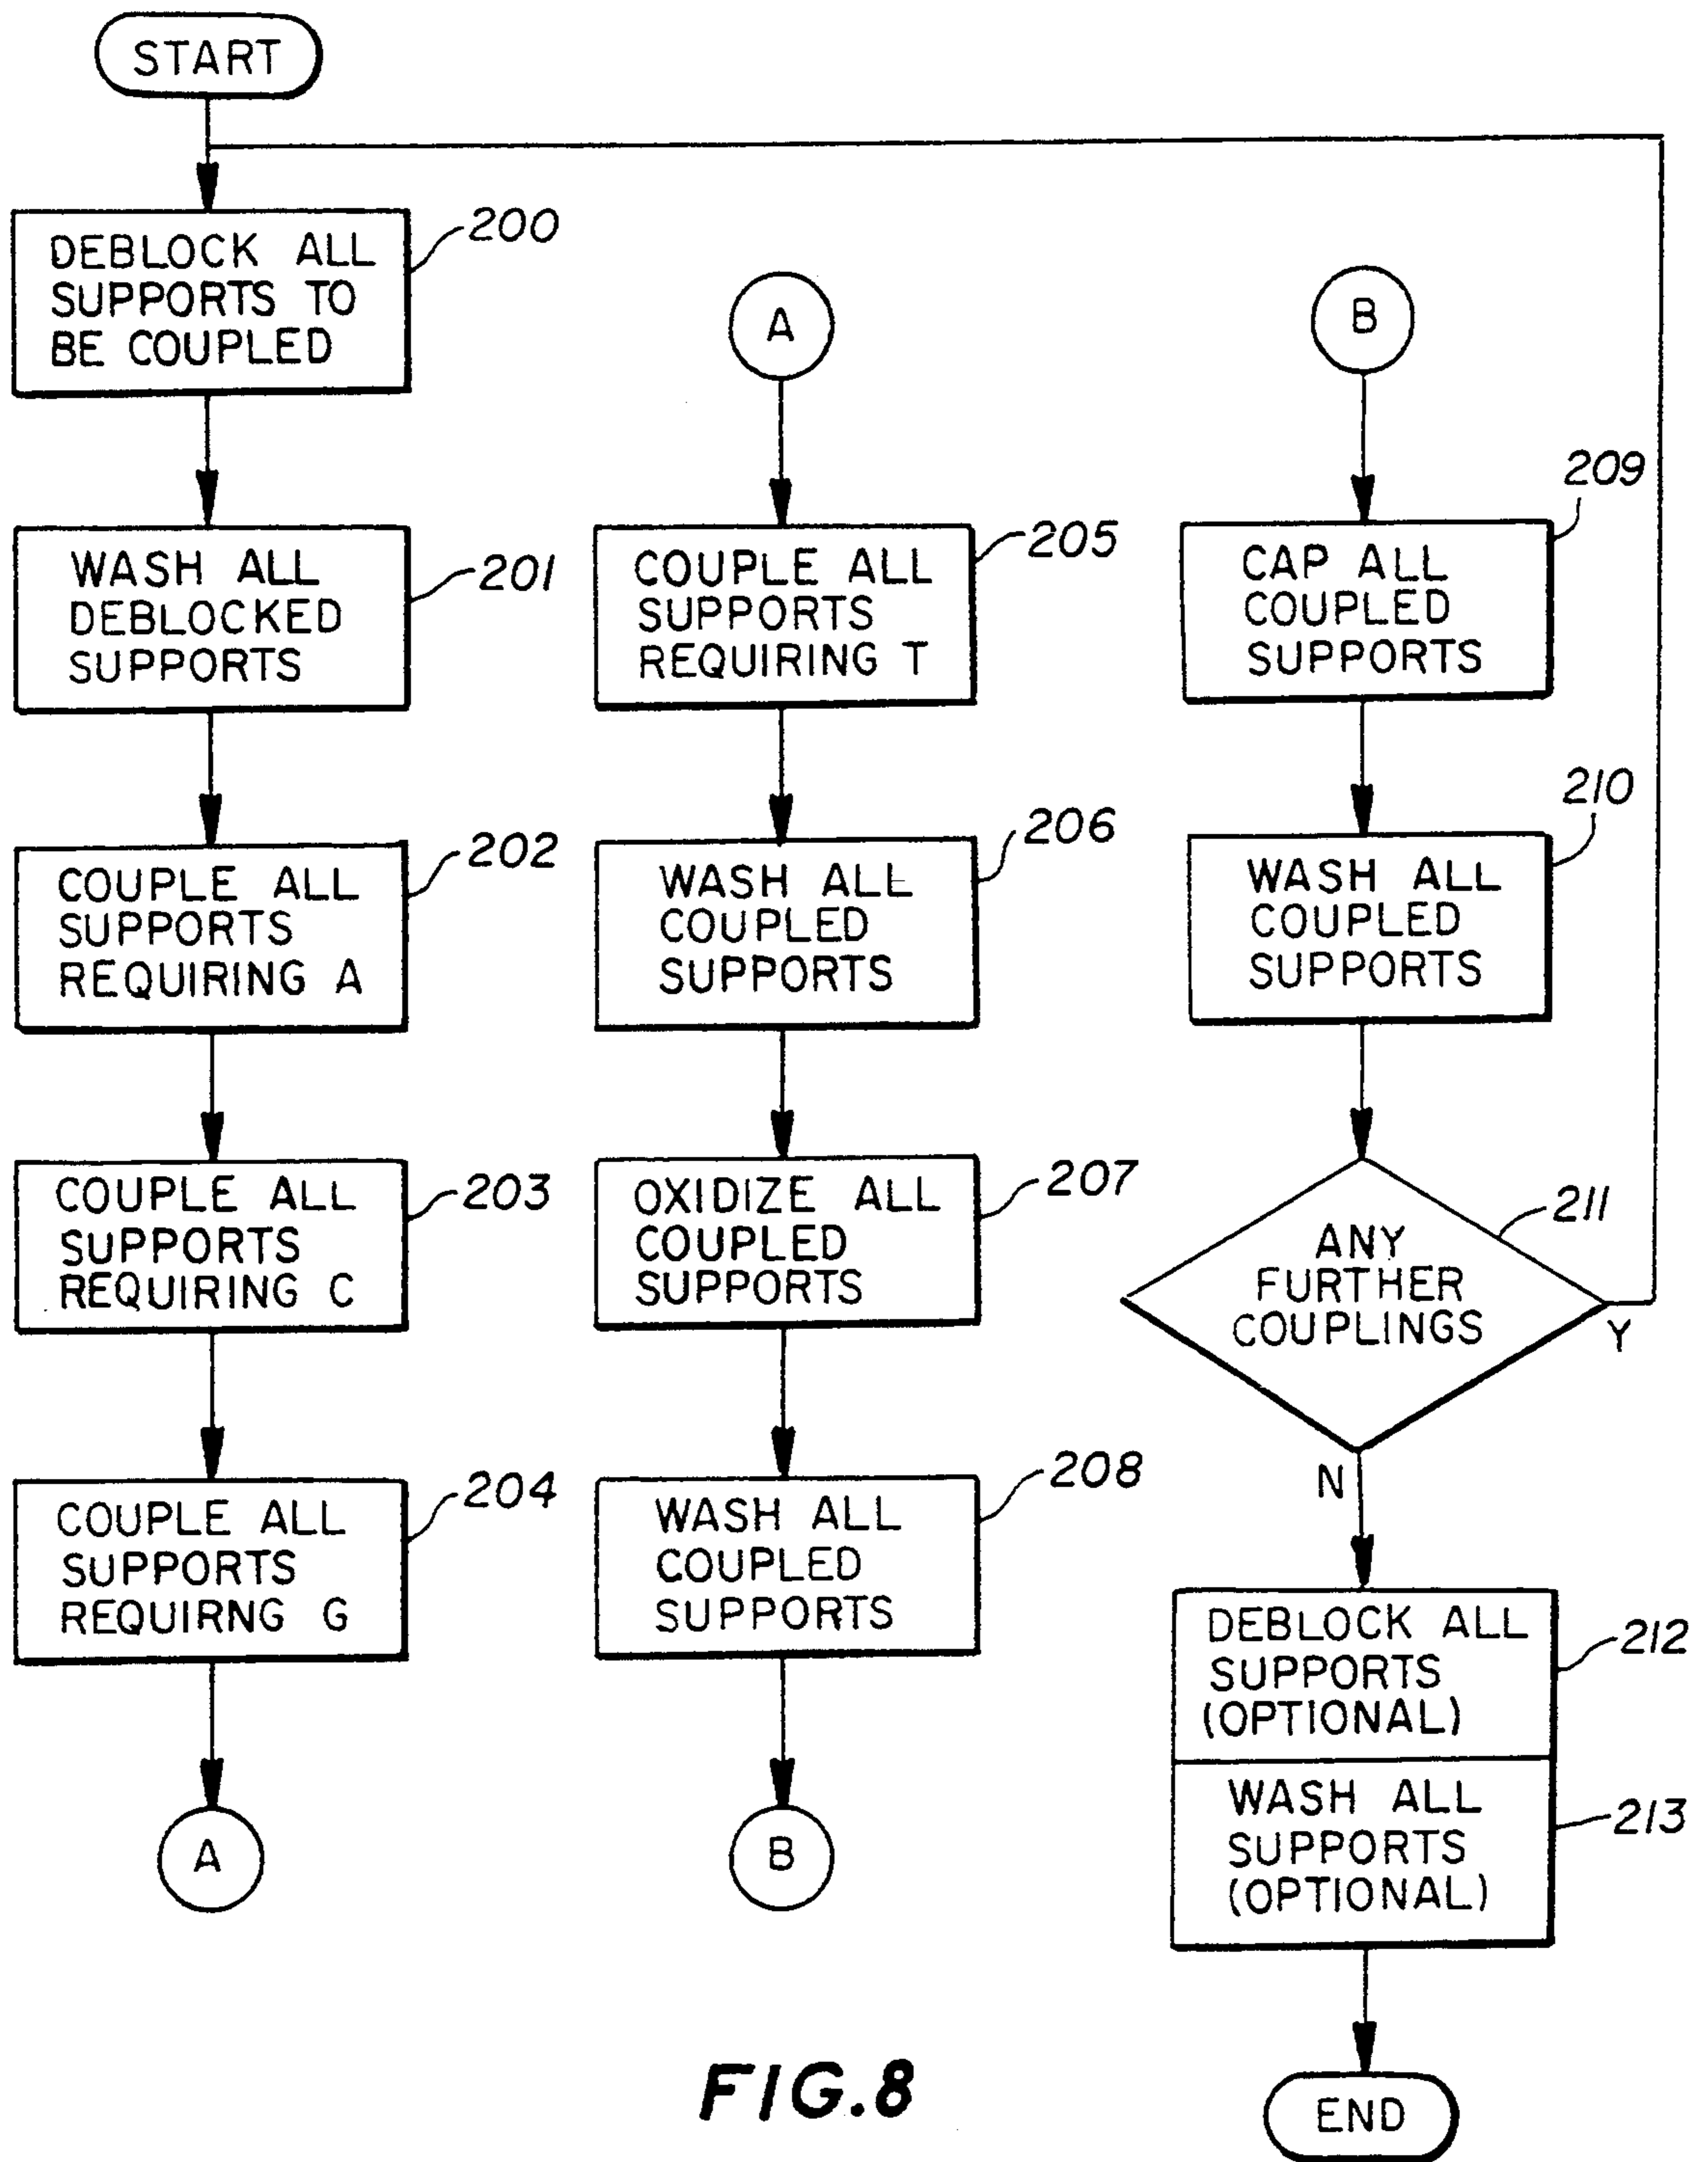 START
DEBLOCK ALL
SUPPORTS TO
BE COUPLED
200
WASH ALL
DEBLOCKED
SUPPORTS
201
COUPLE ALL
SUPPORTS
REQUIRING A
202
COUPLE ALL
SUPPORTS
REQUIRING C
203
COUPLE ALL
SUPPORTS
REQUIRNG G
204
A
A
COUPLE ALL
SUPPORTS
REQUIRING T
205
WASH ALL
COUPLED
SUPPORTS
206
OXIDIZE ALL
COUPLED
SUPPORTS
207
WASH ALL
COUPLED
SUPPORTS
208
B
B
CAP ALL
COUPLED
SUPPORTS
209
WASH ALL
COUPLED
SUPPORTS
210
ANY
FURTHER
COUPLINGS
211
Y
N
DEBLOCK ALL
SUPPORTS
(OPTIONAL)
212
WASH ALL
SUPPORTS
(OPTIONAL)
213
END
FIG.8